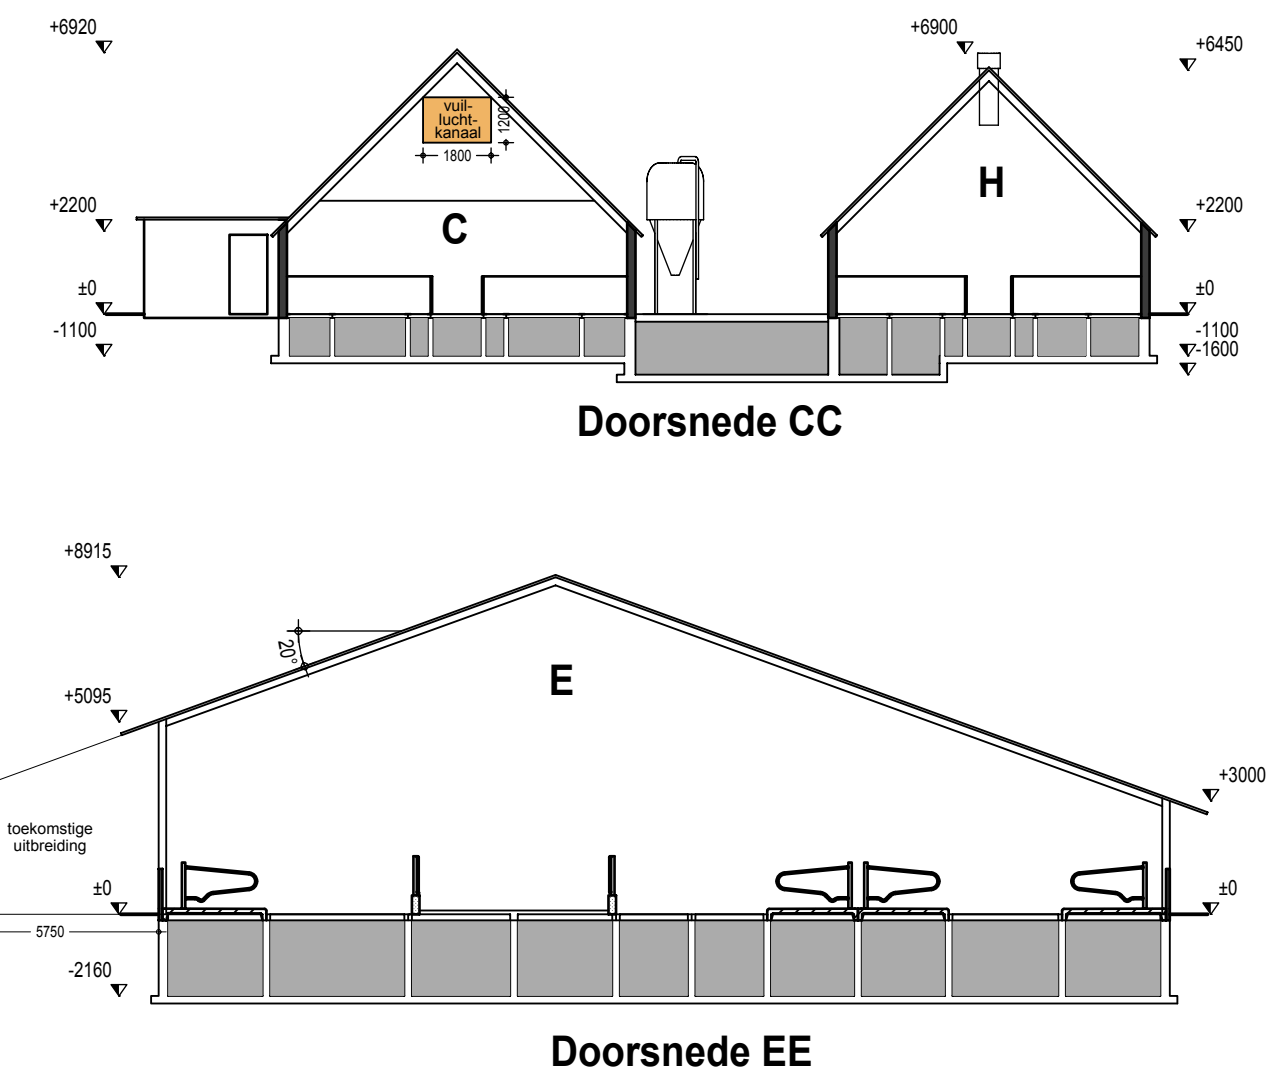 +6920
+6900
+6450
vuil-
lucht-
kanaal
1200
1800
H
+2200
C
+2200
±0
±0
-1100
-1100
-1600
Doorsnede CC
+8915
20°
E
+5095
+3000
toekomstige
uitbreiding
±0
±0
5750
-2160
Doorsnede EE